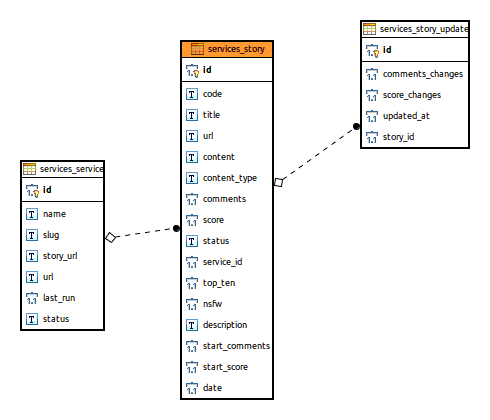 services_service
id
name
slug
story_url
url
last_run
status
services_story
id
code
title
url
content
content_type
comments
score
status
service_id
top_ten
nsfw
description
start_comments
start_score
date
services_story_update
id
comments_changes
score_changes
updated_at
story_id